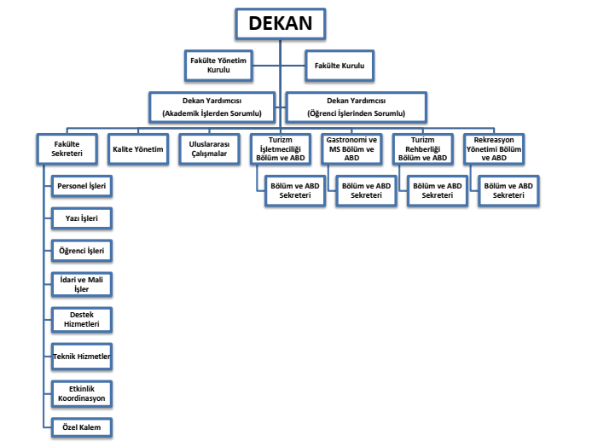 DEKAN
Fakülte Yönetim
Kurulu
Fakülte Kurulu
Dekan Yardımcısı
(Akademik İşlerden Sorumlu)
Dekan Yardımcısı
(Öğrenci İşlerinden Sorumlu)
Fakülte
Sekreteri
Kalite Yönetim
Uluslararası
Çalışmalar
Turizm
İşletmeciliği
Bölüm ve ABD
Gastronomi ve
MS Bölüm ve
ABD
Turizm
Rehberliği
Bölüm ve ABD
Rekreasyon
Yönetimi Bölüm
ve ABD
Bölüm ve ABD
Sekreteri
Bölüm ve ABD
Sekreteri
Bölüm ve ABD
Sekreteri
Bölüm ve ABD
Sekreteri
Personel İşleri
Yazı İşleri
Öğrenci İşleri
İdari ve Mali
İşler
Destek
Hizmetleri
Teknik Hizmetler
Etkinlik
Koordinasyon
Özel Kalem